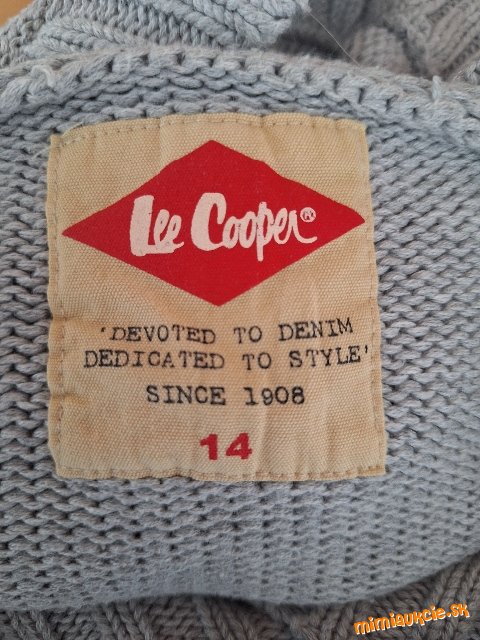 Lee Cooper®
'DEVOTED TO DENIM
DEDICATED TO STYLE'
SINCE 1908
14
mimiaukcie.sk